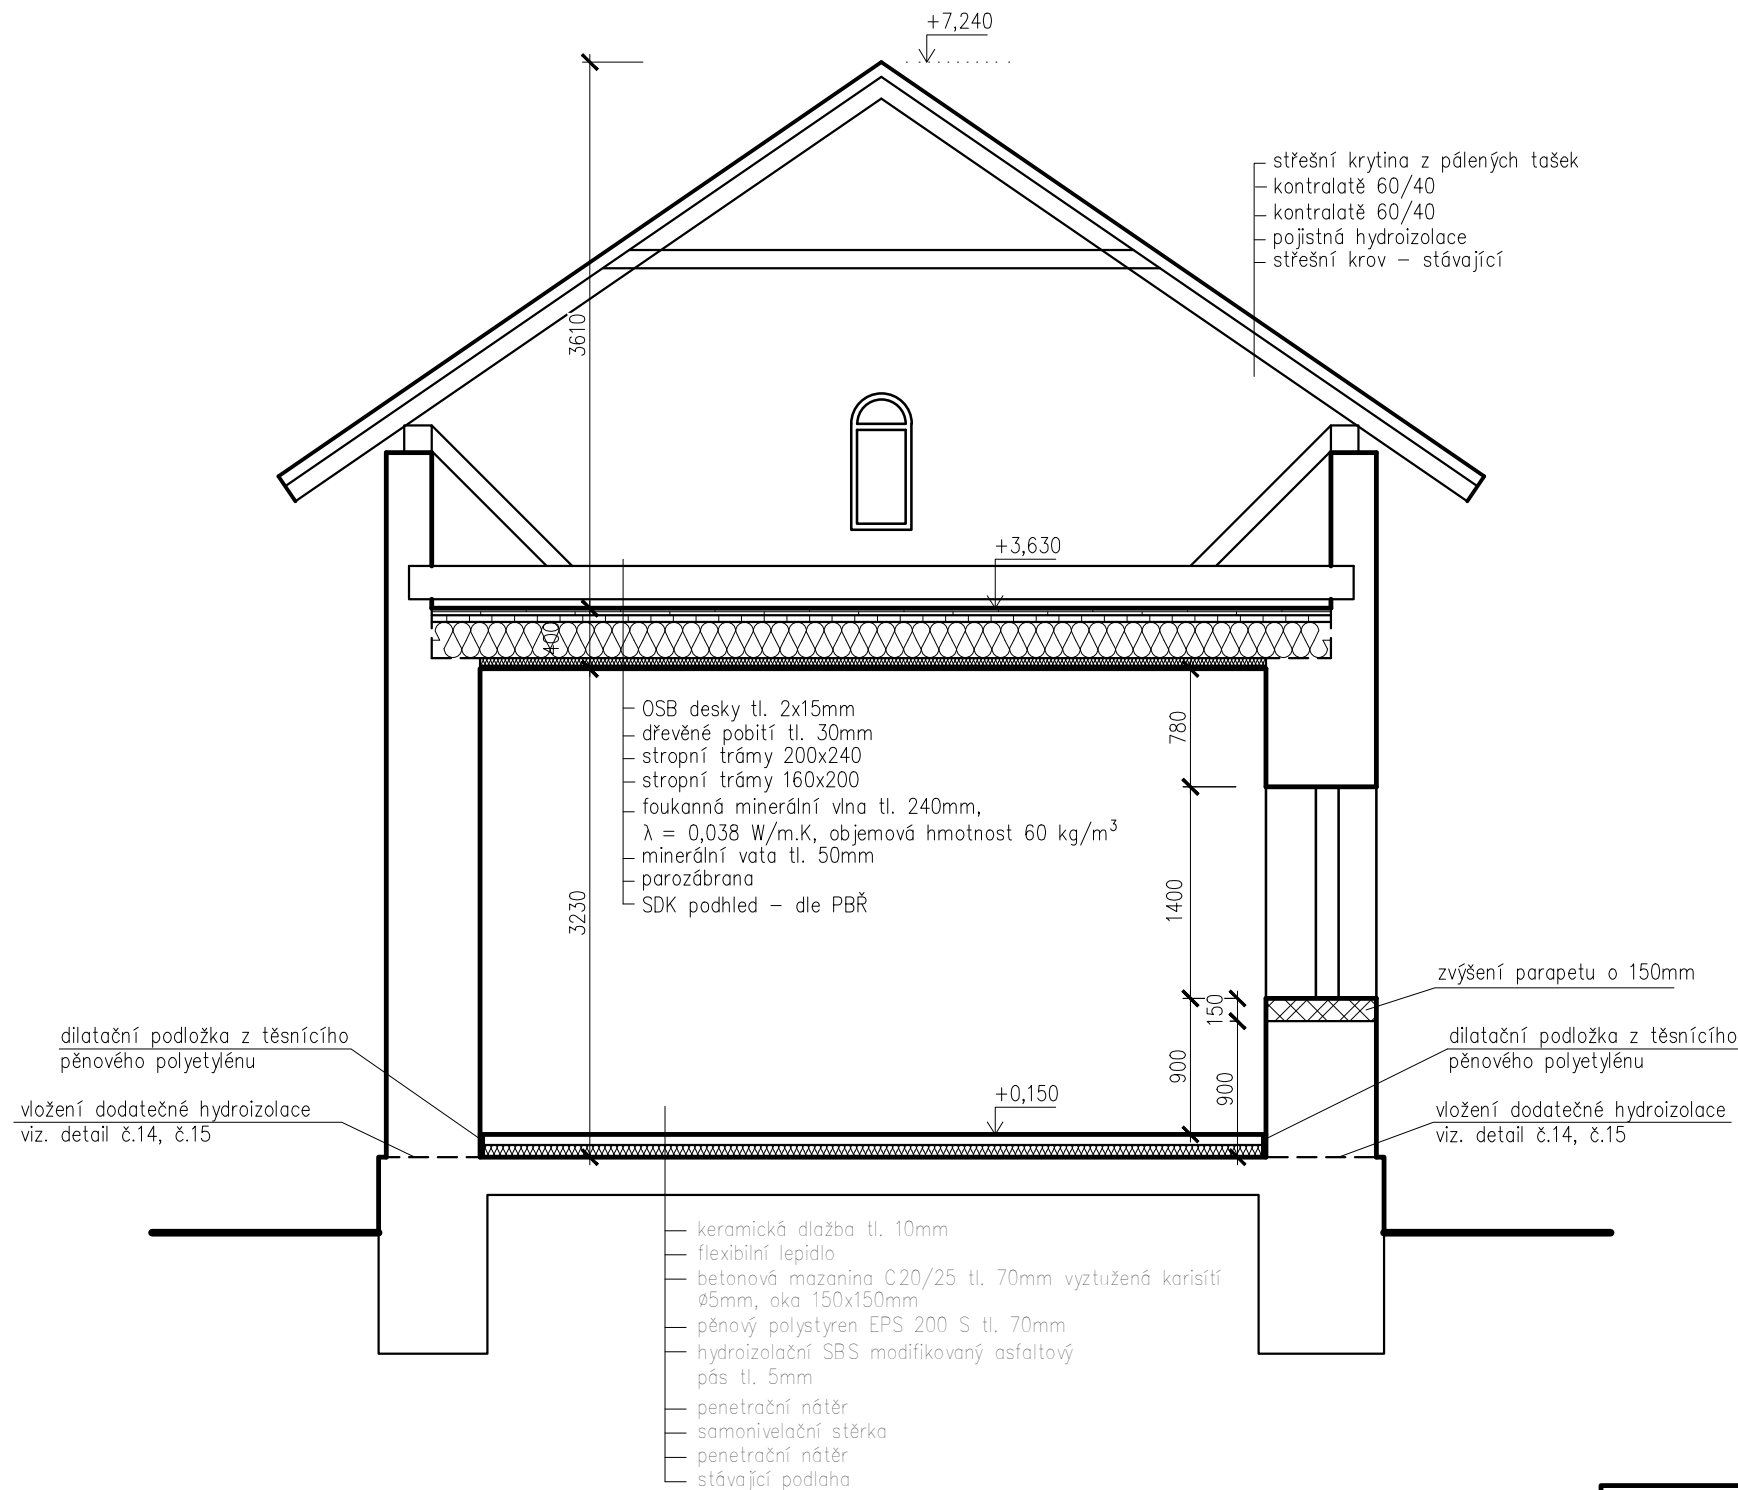 +7,240
střešní krytina z pálených tašek
kontralatě 60/40
kontralatě 60/40
pojistná hydroizolace
střešní krov – stávající
3610
+3,630
400
OSB desky tl. 2x15mm
dřevěné pobití tl. 30mm
stropní trámy 200x240
stropní trámy 160x200
foukanná minerální vlna tl. 240mm,
λ = 0,038 W/m.K, objemová hmotnost 60 kg/m³
minerální vata tl. 50mm
parozábrana
SDK podhled – dle PBŘ
780
1400
3230
zvýšení parapetu o 150mm
150
dilatační podložka z těsnícího
pěnového polyetylénu
dilatační podložka z těsnícího
pěnového polyetylénu
900
900
+0,150
vložení dodatečné hydroizolace
viz. detail č.14, č.15
vložení dodatečné hydroizolace
viz. detail č.14, č.15
keramická dlažba tl. 10mm
flexibilní lepidlo
betonová mazanina C20/25 tl. 70mm vyztužená karisítí
ø5mm, oka 150x150mm
pěnový polystyren EPS 200 S tl. 70mm
hydroizolační SBS modifikovaný asfaltový
pás tl. 5mm
penetrační nátěr
samonivelační stěrka
penetrační nátěr
stávající podlaha